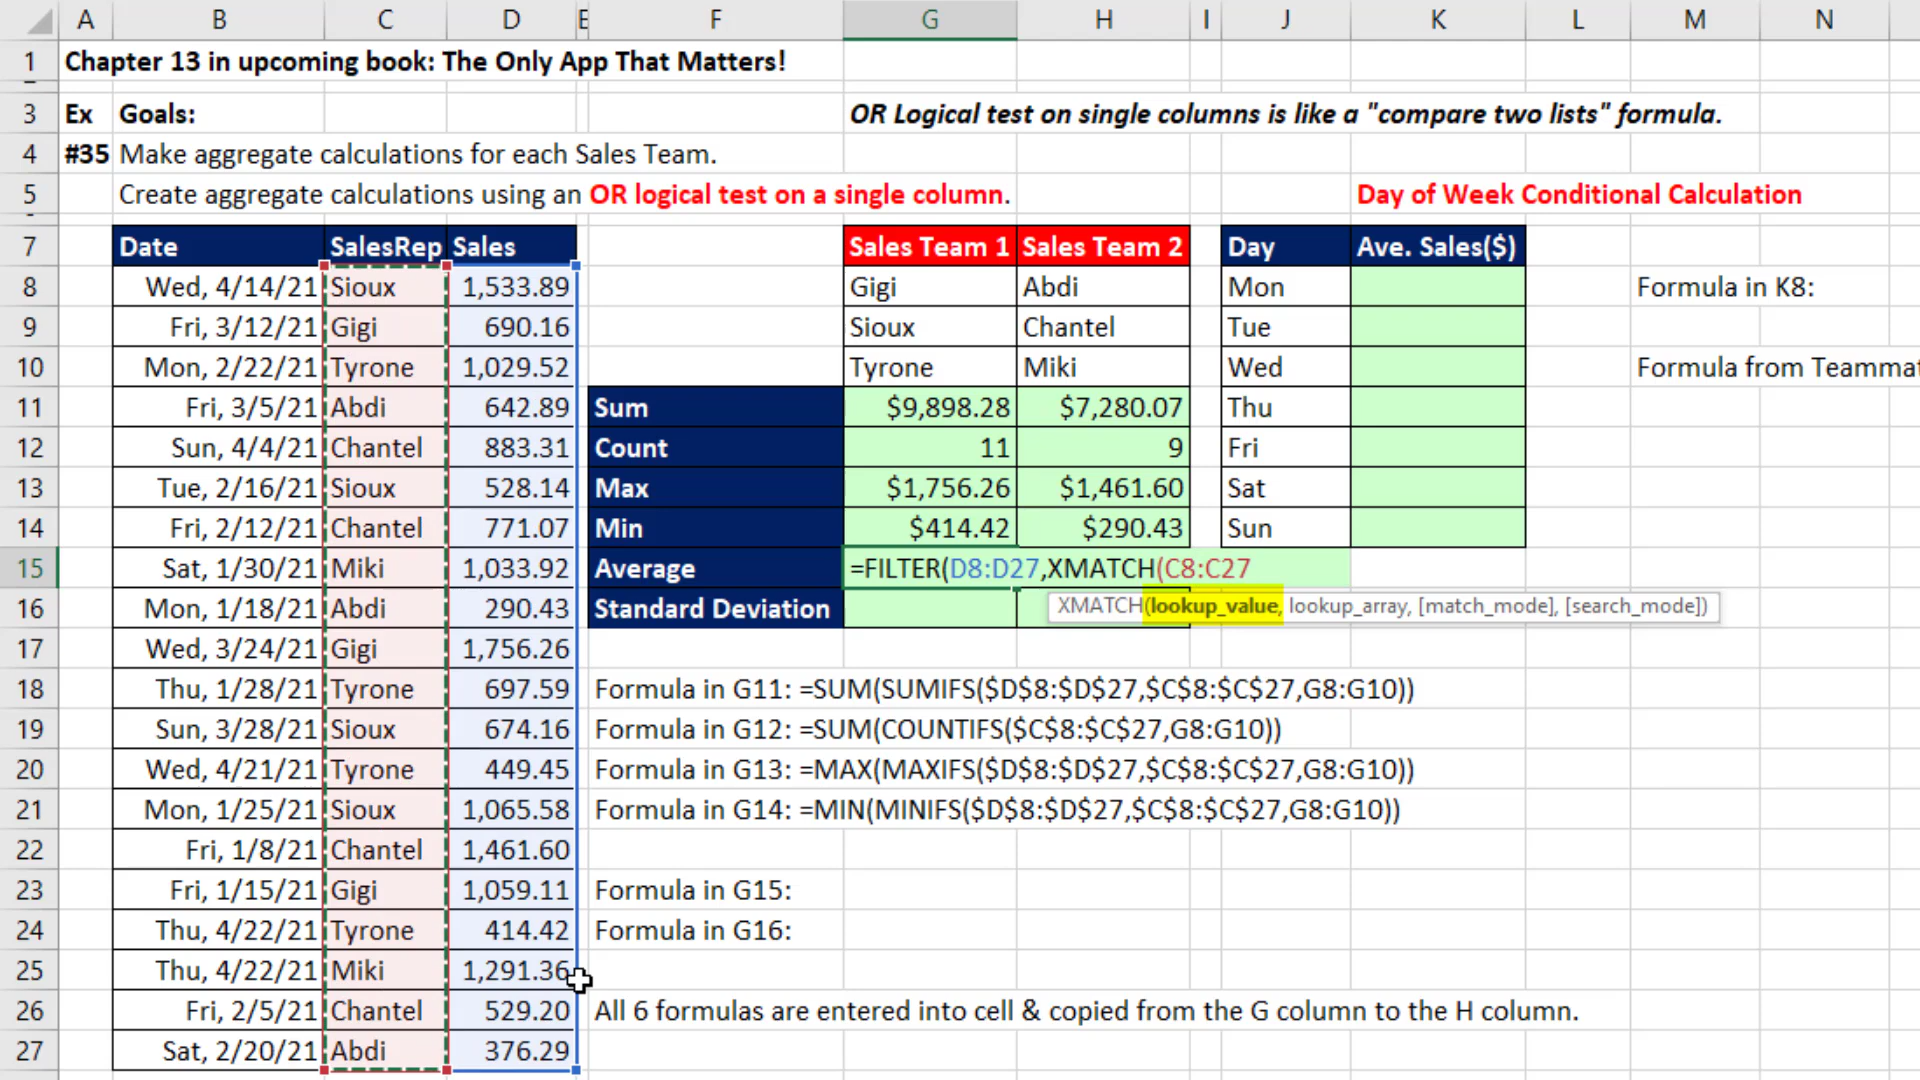 A B C D E F G H I J K L M N
1 Chapter 13 in upcoming book: The Only App That Matters!
3 Ex Goals: OR Logical test on single columns is like a "compare two lists" formula.
4 #35 Make aggregate calculations for each Sales Team.
5 Create aggregate calculations using an OR logical test on a single column. Day of Week Conditional Calculation
7 Date SalesRep Sales Sales Team 1 Sales Team 2 Day Ave. Sales($)
8 Wed, 4/14/21 Sioux 1,533.89 Gigi Abdi Mon Formula in K8:
9 Fri, 3/12/21 Gigi 690.16 Sioux Chantel Tue
10 Mon, 2/22/21 Tyrone 1,029.52 Tyrone Miki Wed Formula from Teammat
11 Fri, 3/5/21 Abdi 642.89 Sum $9,898.28 $7,280.07 Thu
12 Sun, 4/4/21 Chantel 883.31 Count 11 9 Fri
13 Tue, 2/16/21 Sioux 528.14 Max $1,756.26 $1,461.60 Sat
14 Fri, 2/12/21 Chantel 771.07 Min $414.42 $290.43 Sun
15 Sat, 1/30/21 Miki 1,033.92 Average =FILTER(D8:D27,XMATCH(C8:C27
16 Mon, 1/18/21 Abdi 290.43 Standard Deviation XMATCH(lookup_value, lookup_array, [match_mode], [search_mode])
17 Wed, 3/24/21 Gigi 1,756.26
18 Thu, 1/28/21 Tyrone 697.59 Formula in G11: =SUM(SUMIFS($D$8:$D$27,$C$8:$C$27,G8:G10))
19 Sun, 3/28/21 Sioux 674.16 Formula in G12: =SUM(COUNTIFS($C$8:$C$27,G8:G10))
20 Wed, 4/21/21 Tyrone 449.45 Formula in G13: =MAX(MAXIFS($D$8:$D$27,$C$8:$C$27,G8:G10))
21 Mon, 1/25/21 Sioux 1,065.58 Formula in G14: =MIN(MINIFS($D$8:$D$27,$C$8:$C$27,G8:G10))
22 Fri, 1/8/21 Chantel 1,461.60
23 Fri, 1/15/21 Gigi 1,059.11 Formula in G15:
24 Thu, 4/22/21 Tyrone 414.42 Formula in G16:
25 Thu, 4/22/21 Miki 1,291.36
26 Fri, 2/5/21 Chantel 529.20 All 6 formulas are entered into cell & copied from the G column to the H column.
27 Sat, 2/20/21 Abdi 376.29